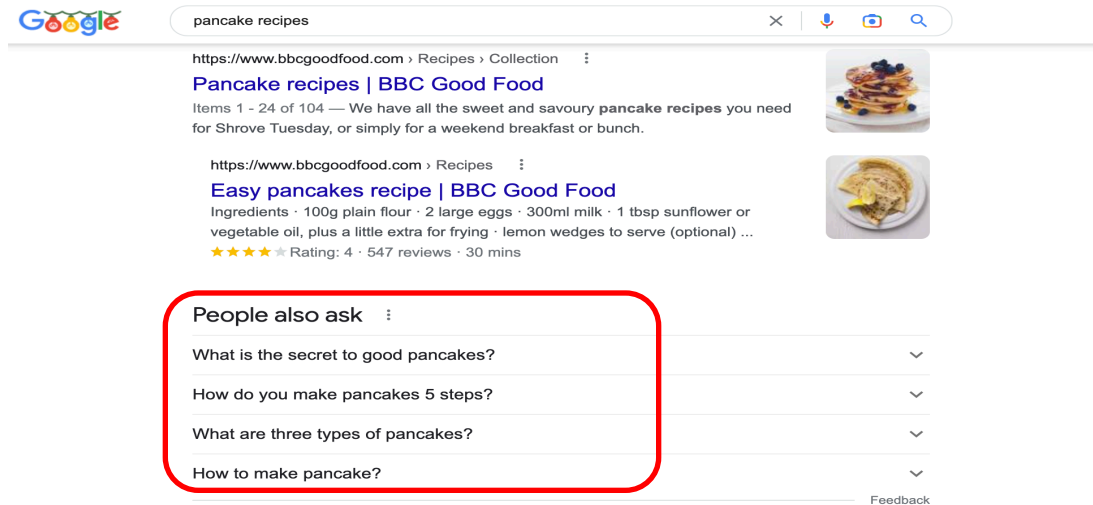 Google
pancake recipes
https://www.bbcgoodfood.com › Recipes › Collection
Pancake recipes | BBC Good Food
Items 1 - 24 of 104 — We have all the sweet and savoury pancake recipes you need
for Shrove Tuesday, or simply for a weekend breakfast or bunch.
https://www.bbcgoodfood.com › Recipes
Easy pancakes recipe | BBC Good Food
Ingredients · 100g plain flour · 2 large eggs · 300ml milk · 1 tbsp sunflower or
vegetable oil, plus a little extra for frying · lemon wedges to serve (optional) ...
Rating: 4 · 547 reviews · 30 mins
People also ask
What is the secret to good pancakes?
How do you make pancakes 5 steps?
What are three types of pancakes?
How to make pancake?
Feedback